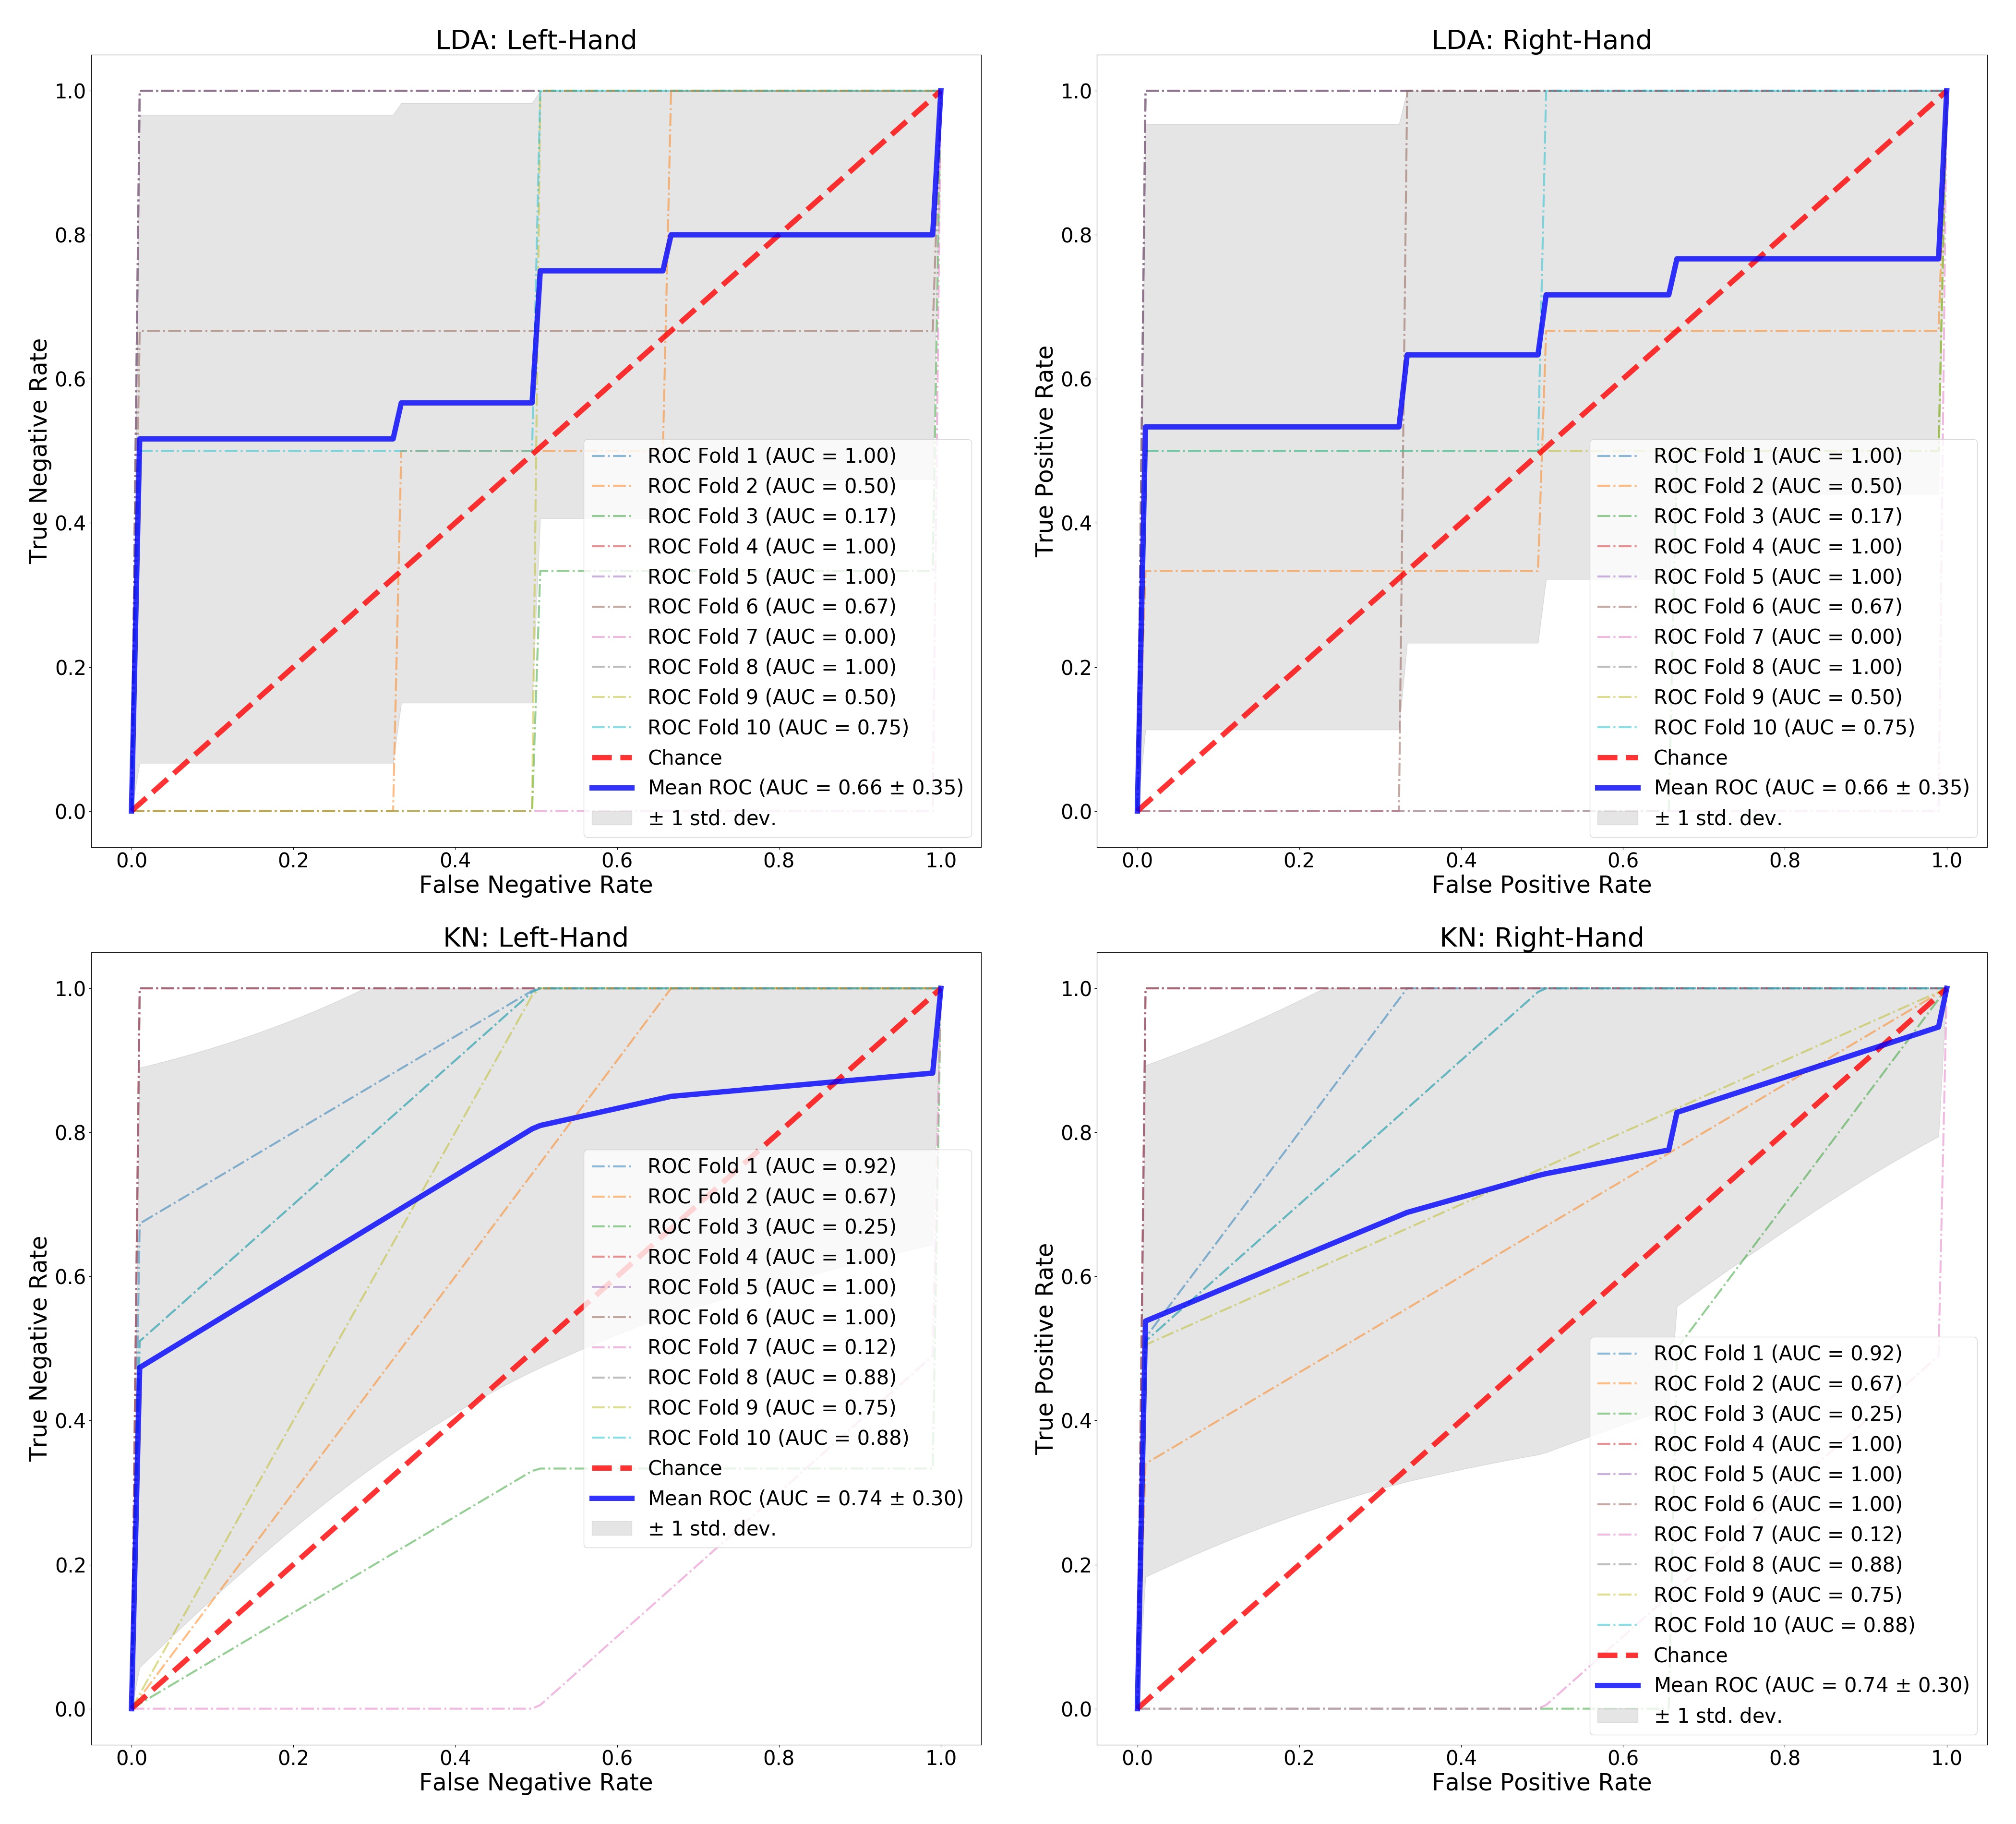 LDA: Left-Hand
True Negative Rate
1.0
0.8
0.6
0.4
0.2
0.0
ROC Fold 1 (AUC = 1.00)
ROC Fold 2 (AUC = 0.50)
ROC Fold 3 (AUC = 0.17)
ROC Fold 4 (AUC = 1.00)
ROC Fold 5 (AUC = 1.00)
ROC Fold 6 (AUC = 0.67)
ROC Fold 7 (AUC = 0.00)
ROC Fold 8 (AUC = 1.00)
ROC Fold 9 (AUC = 0.50)
ROC Fold 10 (AUC = 0.75)
Chance
Mean ROC (AUC = 0.66 ± 0.35)
± 1 std. dev.
0.0 0.2 0.4 0.6 0.8 1.0
False Negative Rate
LDA: Right-Hand
True Positive Rate
1.0
0.8
0.6
0.4
0.2
0.0
ROC Fold 1 (AUC = 1.00)
ROC Fold 2 (AUC = 0.50)
ROC Fold 3 (AUC = 0.17)
ROC Fold 4 (AUC = 1.00)
ROC Fold 5 (AUC = 1.00)
ROC Fold 6 (AUC = 0.67)
ROC Fold 7 (AUC = 0.00)
ROC Fold 8 (AUC = 1.00)
ROC Fold 9 (AUC = 0.50)
ROC Fold 10 (AUC = 0.75)
Chance
Mean ROC (AUC = 0.66 ± 0.35)
± 1 std. dev.
0.0 0.2 0.4 0.6 0.8 1.0
False Positive Rate
KN: Left-Hand
True Negative Rate
1.0
0.8
0.6
0.4
0.2
0.0
ROC Fold 1 (AUC = 0.92)
ROC Fold 2 (AUC = 0.67)
ROC Fold 3 (AUC = 0.25)
ROC Fold 4 (AUC = 1.00)
ROC Fold 5 (AUC = 1.00)
ROC Fold 6 (AUC = 1.00)
ROC Fold 7 (AUC = 0.12)
ROC Fold 8 (AUC = 0.88)
ROC Fold 9 (AUC = 0.75)
ROC Fold 10 (AUC = 0.88)
Chance
Mean ROC (AUC = 0.74 ± 0.30)
± 1 std. dev.
0.0 0.2 0.4 0.6 0.8 1.0
False Negative Rate
KN: Right-Hand
True Positive Rate
1.0
0.8
0.6
0.4
0.2
0.0
ROC Fold 1 (AUC = 0.92)
ROC Fold 2 (AUC = 0.67)
ROC Fold 3 (AUC = 0.25)
ROC Fold 4 (AUC = 1.00)
ROC Fold 5 (AUC = 1.00)
ROC Fold 6 (AUC = 1.00)
ROC Fold 7 (AUC = 0.12)
ROC Fold 8 (AUC = 0.88)
ROC Fold 9 (AUC = 0.75)
ROC Fold 10 (AUC = 0.88)
Chance
Mean ROC (AUC = 0.74 ± 0.30)
± 1 std. dev.
0.0 0.2 0.4 0.6 0.8 1.0
False Positive Rate